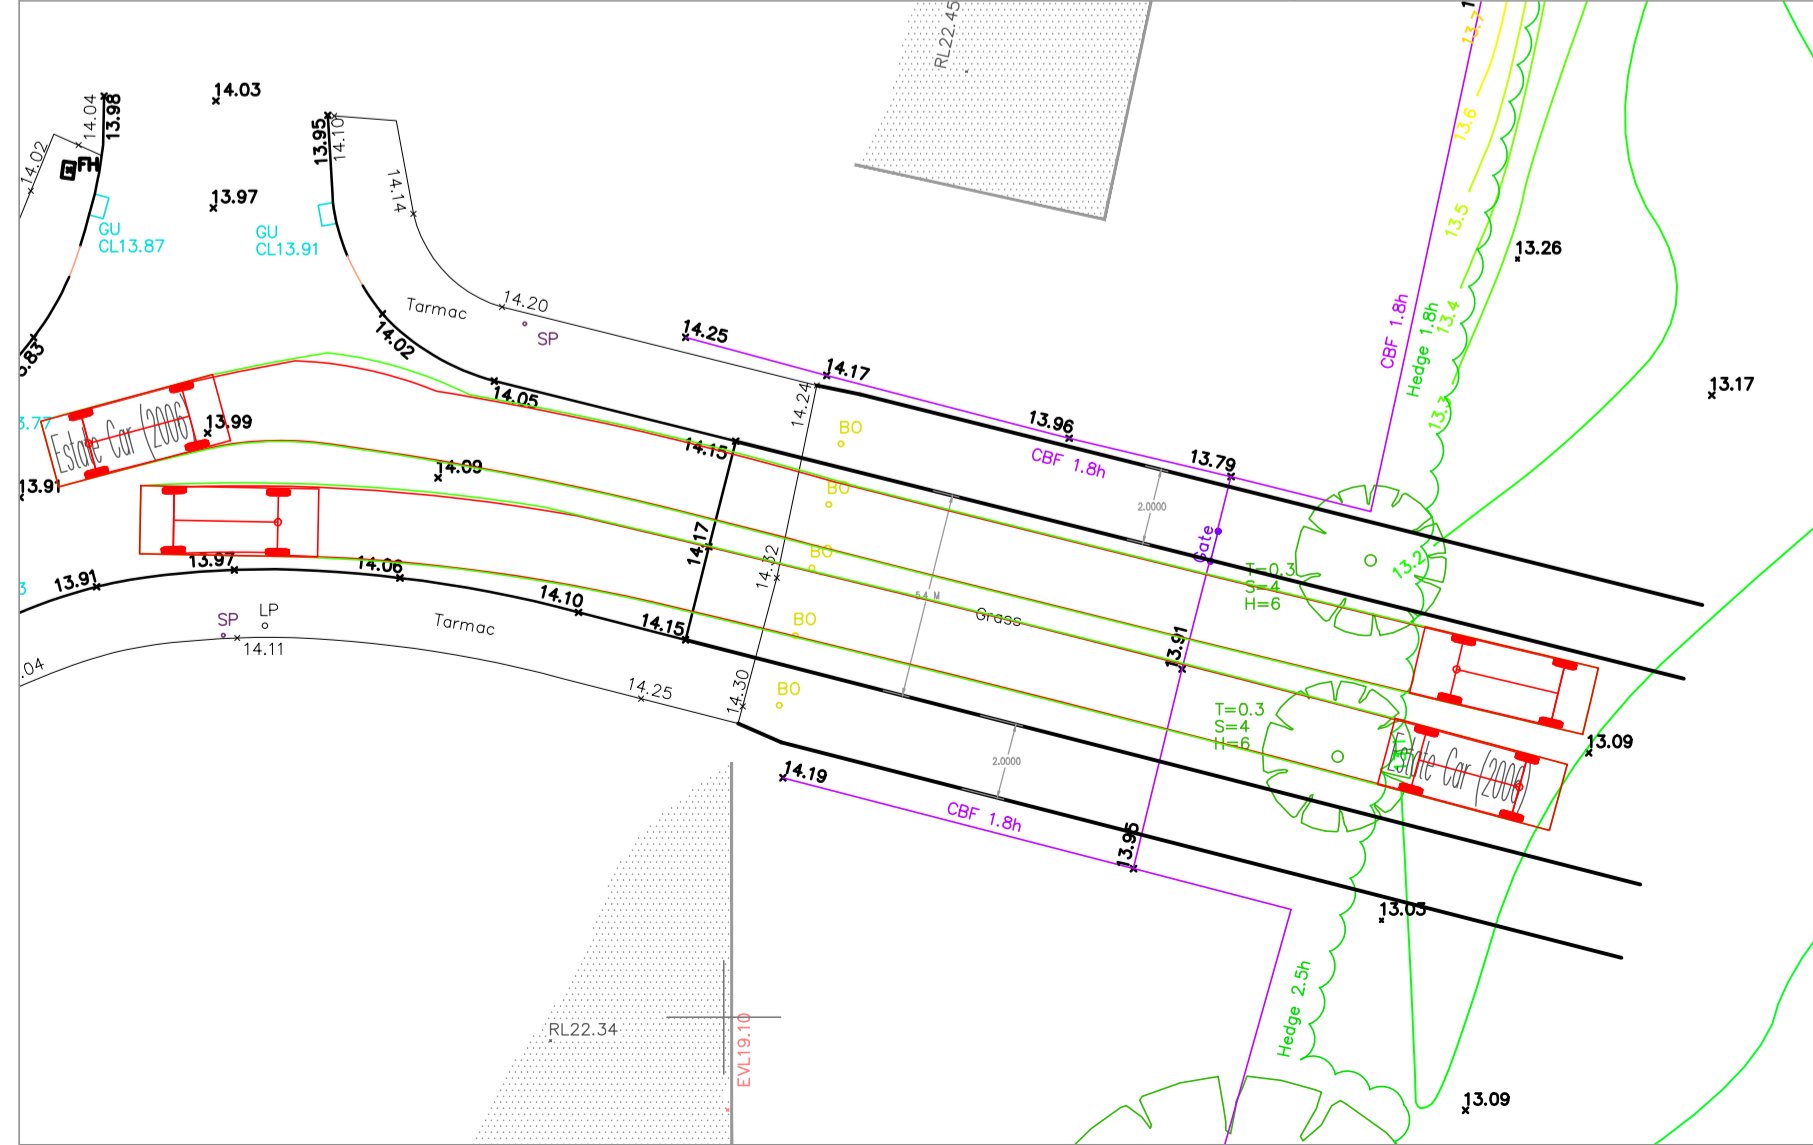 RL22.45
13.7
14.03
14.04
13.98
14.02
FH
13.95
14.10
13.6
13.97
14.14
GU
CL13.87
GU
CL13.91
13.5
13.26
14.20
Tarmac
SP
14.25
14.02
CBF 1.8h
Hedge 1.8h
13.4
14.17
14.05
14.24
13.17
13.3
13.99
Estate Car (2006)
BO
13.96
14.15
CBF 1.8h
13.79
14.09
13.91
BO
2.0000
Gate
14.17
BO
14.32
13.2
T=0.3
S=4
H=6
13.97
14.06
13.91
14.10
5.4 M
Grass
LP
SP
14.11
Tarmac
14.15
BO
13.91
.04
14.25
14.30
BO
T=0.3
S=4
H=6
13.09
2.0000
Estate Car (2006)
14.19
CBF 1.8h
13.95
13.03
Hedge 2.5h
RL22.34
EVL19.10
13.09